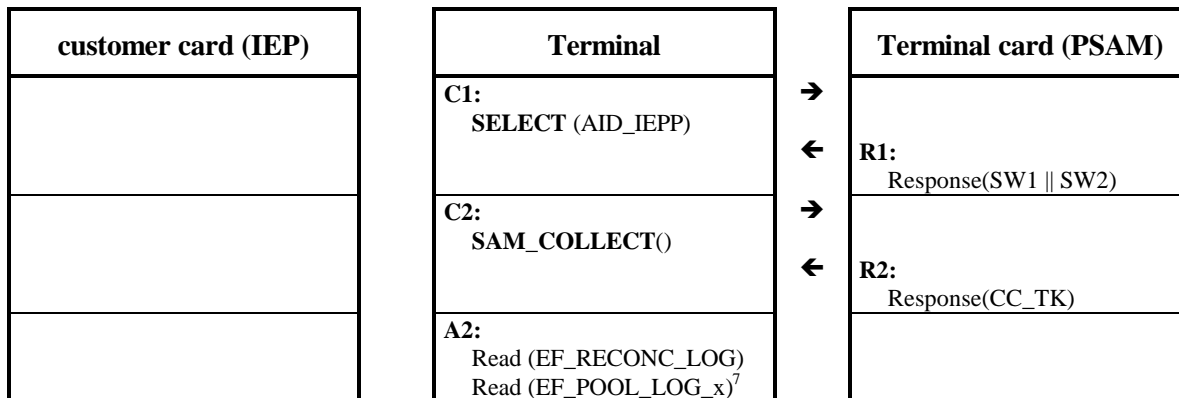 customer card (IEP)
Terminal
Terminal card (PSAM)
C1:
SELECT (AID_IEPP)
➔
🡸 R1:
Response(SW1 || SW2)
C2:
SAM_COLLECT()
➔
🡸 R2:
Response(CC_TK)
A2:
Read (EF_RECONC_LOG)
Read (EF_POOL_LOG_x)⁷